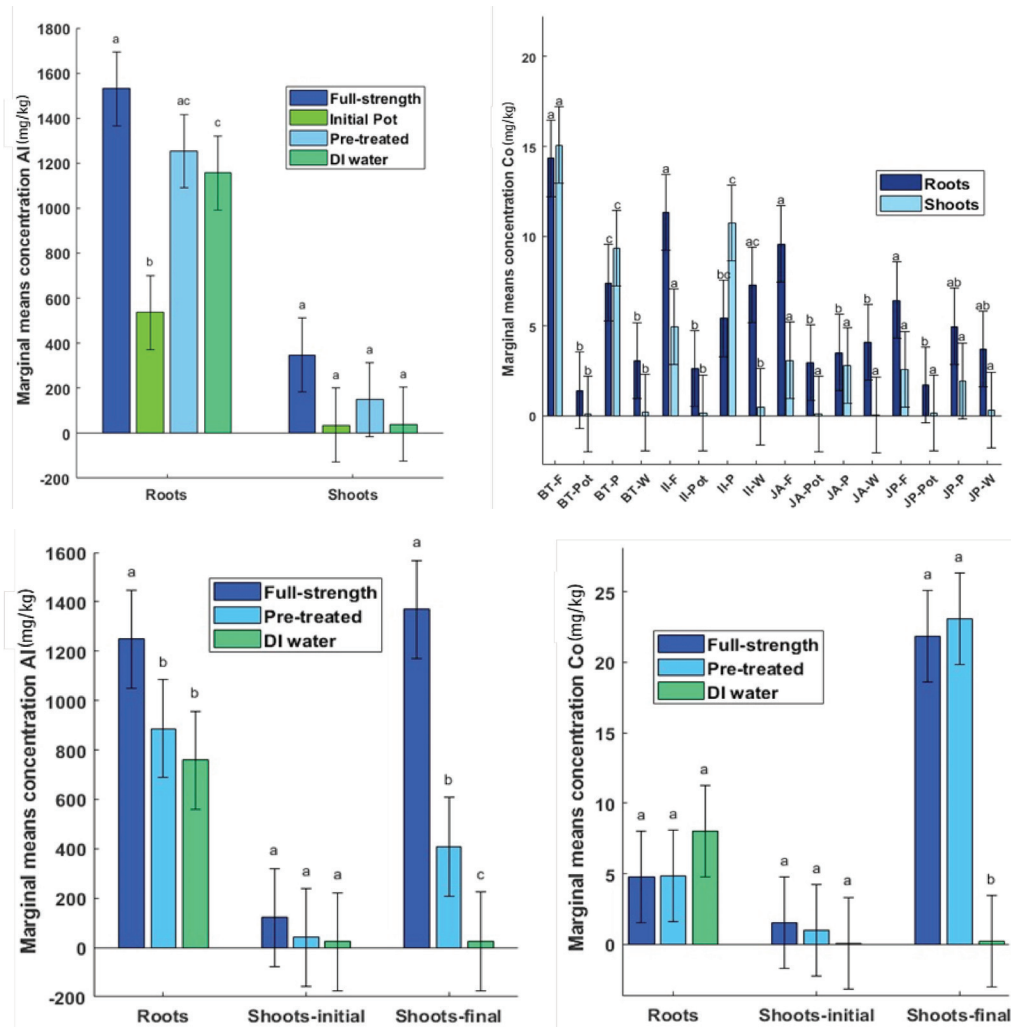 Marginal means concentration Al(mg/kg)
1800
1600
1400
1200
1000
800
600
400
200
0
-200
a
b
ac
c
a
a
a
a
Full-strength
Initial Pot
Pre-treated
DI water
Roots
Shoots
Marginal means concentration Co(mg/kg)
20
15
10
5
0
a
a
b
a
c
c
b
b
a
a
b
b
bc
c
ac
b
a
a
b
a
b
a
b
a
a
a
b
a
ab
a
ab
a
Roots
Shoots
BT-F
BT-Pot
BT-P
BT-W
II-F
II-Pot
II-P
II-W
JA-F
JA-Pot
JA-P
JA-W
JP-F
JP-Pot
JP-P
JP-W
Marginal means concentration Al(mg/kg)
1600
1400
1200
1000
800
600
400
200
0
-200
a
b
b
a
a
a
a
b
c
Full-strength
Pre-treated
DI water
Roots
Shoots-initial
Shoots-final
Marginal means concentration Co(mg/kg)
25
20
15
10
5
0
a
a
a
a
a
a
a
a
b
Full-strength
Pre-treated
DI water
Roots
Shoots-initial
Shoots-final